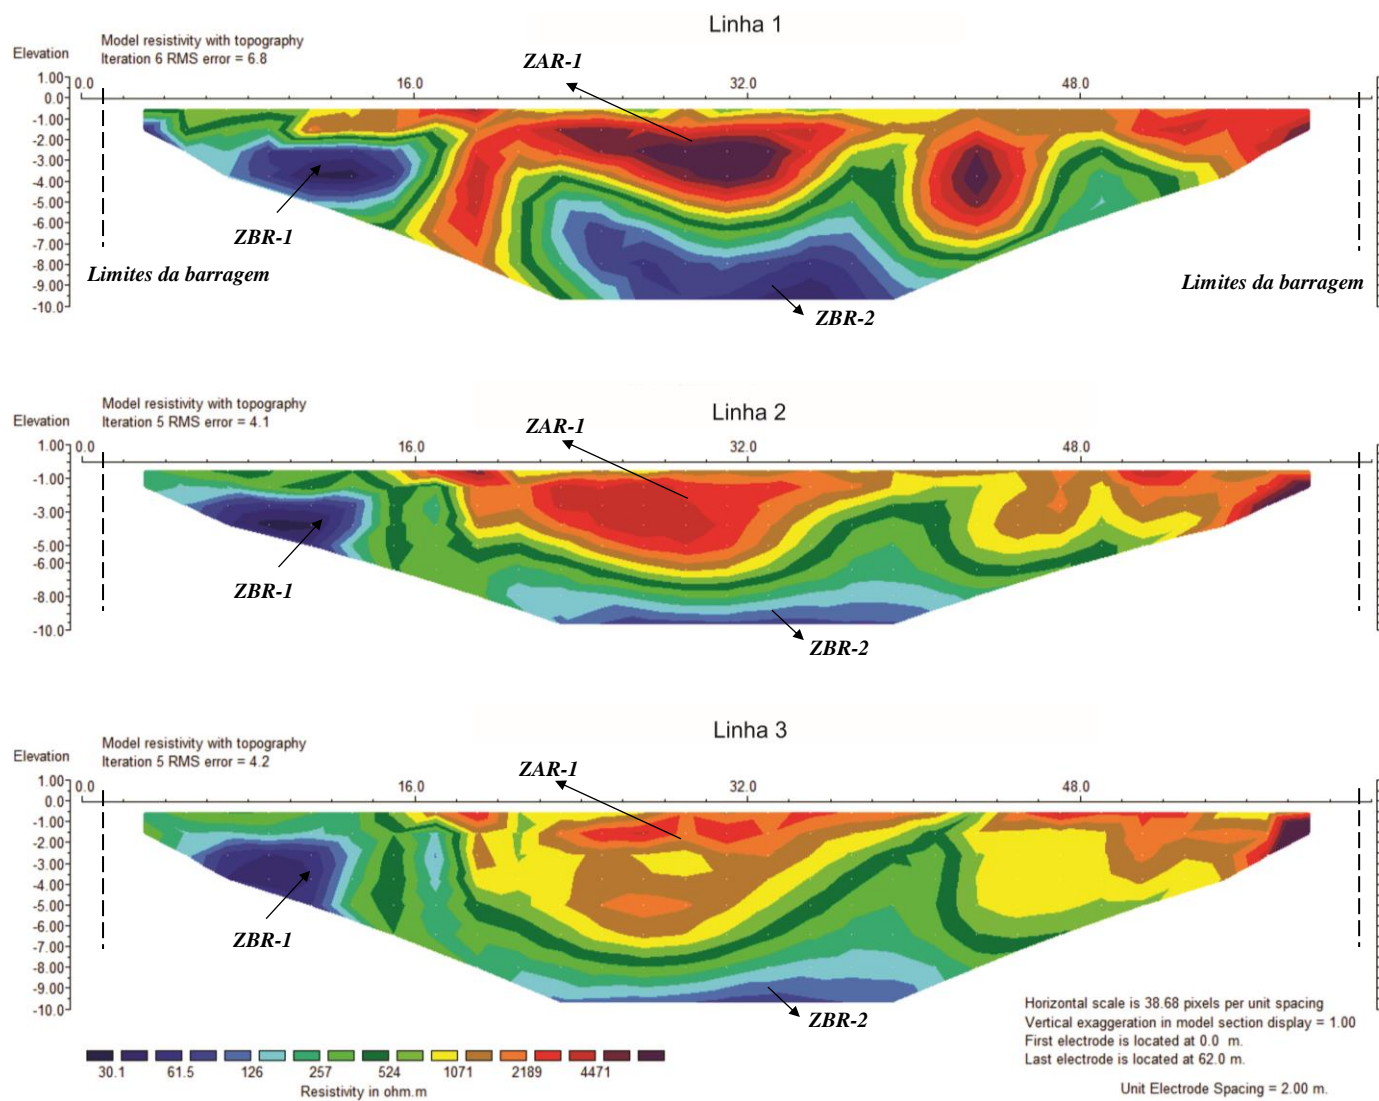 Linha 1
Model resistivity with topography
Iteration 6 RMS error = 6.8
Elevation
ZAR-1
0.0 16.0 32.0 48.0
1.00
0.0
-1.00
-2.00
-3.00
-4.00
-5.00
-6.00
-7.00
-8.00
-9.00
-10.0
ZBR-1
Limites da barragem
Limites da barragem
ZBR-2
Linha 2
Model resistivity with topography
Iteration 5 RMS error = 4.1
Elevation
ZAR-1
0.0 16.0 32.0 48.0
1.00
-1.00
-3.00
-5.00
-6.00
-8.00
-10.0
ZBR-1
ZBR-2
Linha 3
Model resistivity with topography
Iteration 5 RMS error = 4.2
Elevation
ZAR-1
0.0 16.0 32.0 48.0
1.00
0.0
-1.00
-3.00
-4.00
-5.00
-6.00
-7.00
-8.00
-9.00
-10.0
ZBR-1
ZBR-2
Horizontal scale is 38.68 pixels per unit spacing
Vertical exaggeration in model section display = 1.00
First electrode is located at 0.0 m.
Last electrode is located at 62.0 m.
30.1 61.5 126 257 524 1071 2189 4471
Resistivity in ohm.m
Unit Electrode Spacing = 2.00 m.